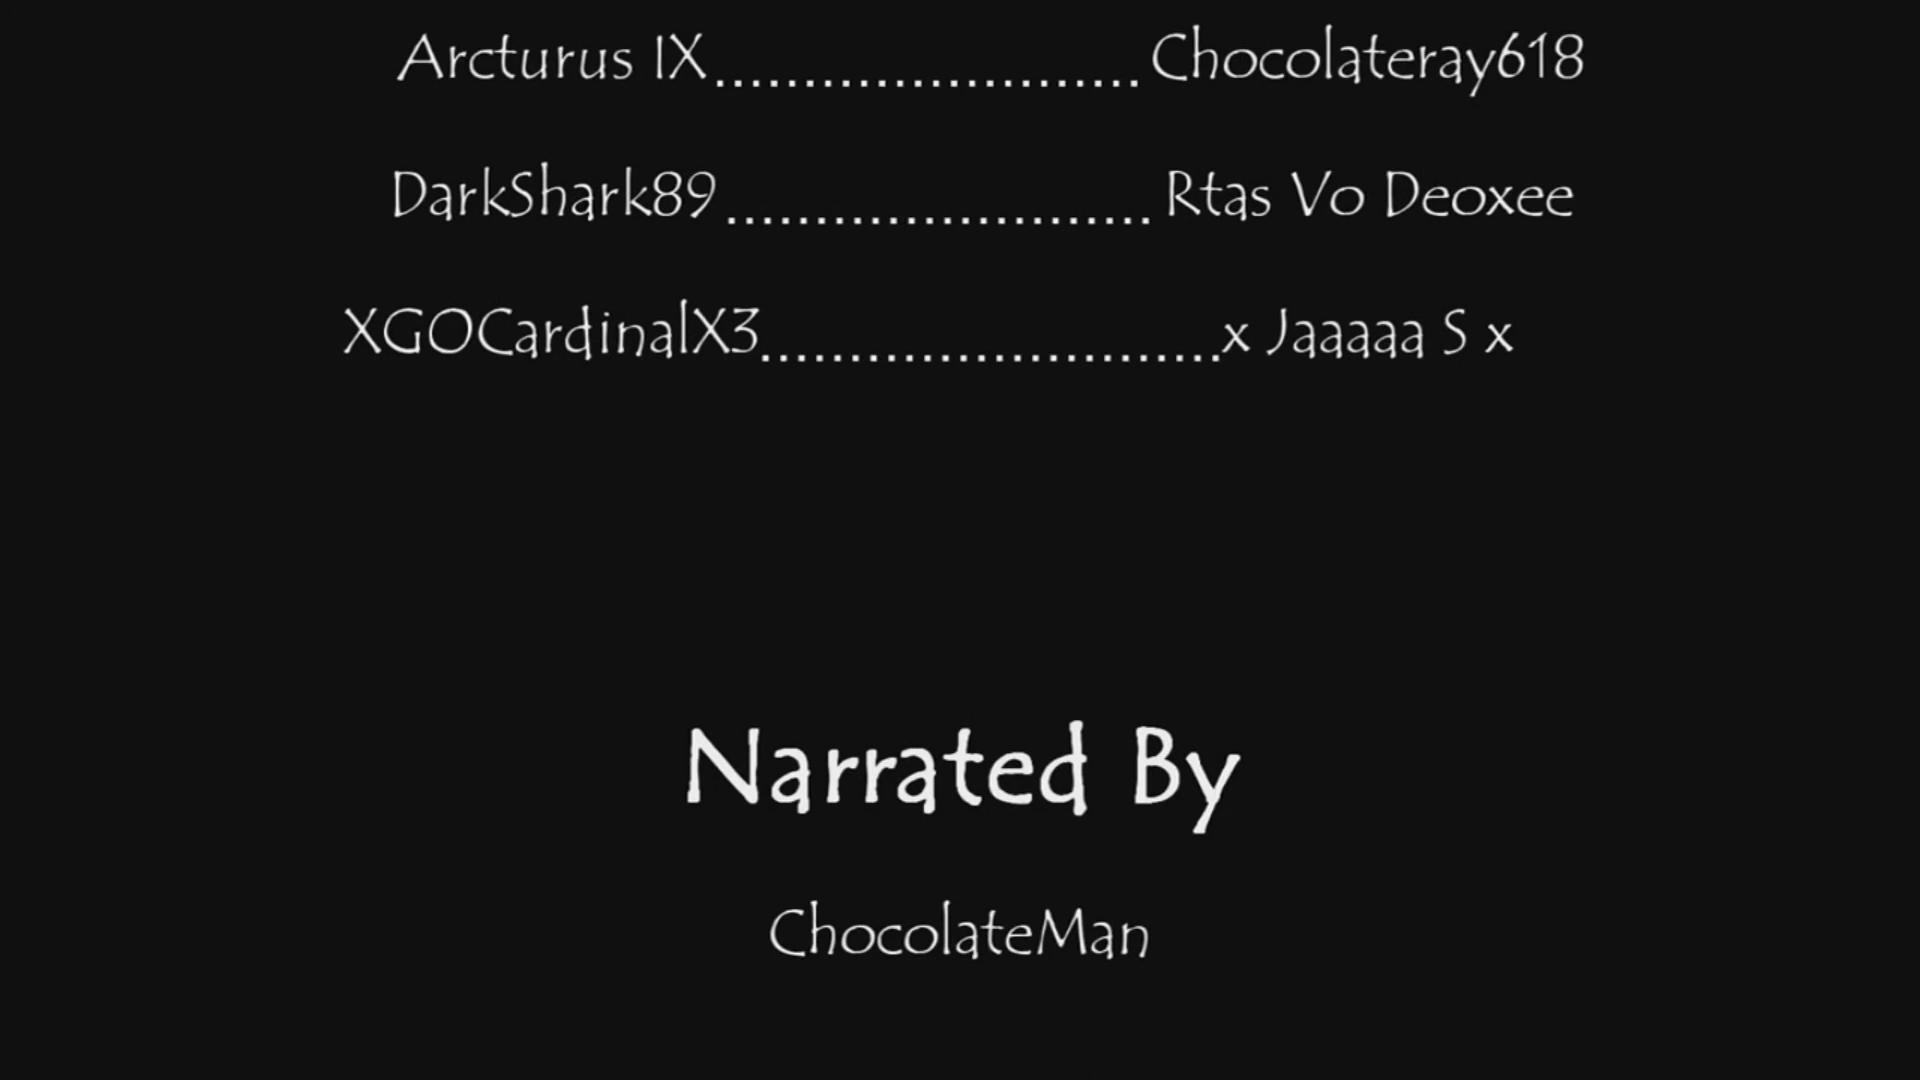 Arcturus IX........................Chocolateray618
DarkShark89........................Rtas Vo Deoxee
XGOCardinalX3..........................x Jaaaaa S x
Narrated By
ChocolateMan